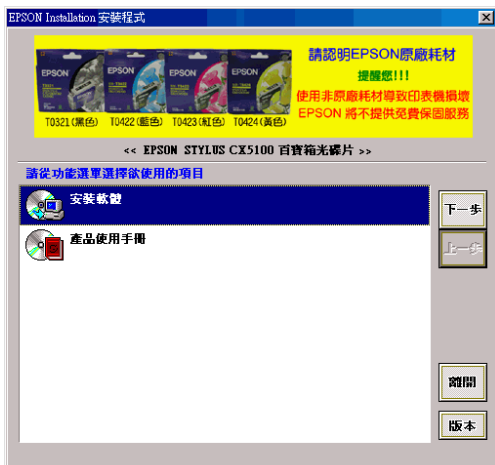 EPSON Installation 安裝程式
請認明EPSON原廠耗材
提醒您!!!
使用非原廠耗材導致印表機損壞
EPSON 將不提供免費保固服務
EPSON EPSON EPSON EPSON
T0321(黑色) T0422(藍色) T0423(紅色) T0424(黃色)
<< EPSON STYLUS CX5100 百寶箱光碟片 >>
請從功能選單選擇欲使用的項目
安裝軟體
產品使用手冊
下一步
上一步
離開
版本